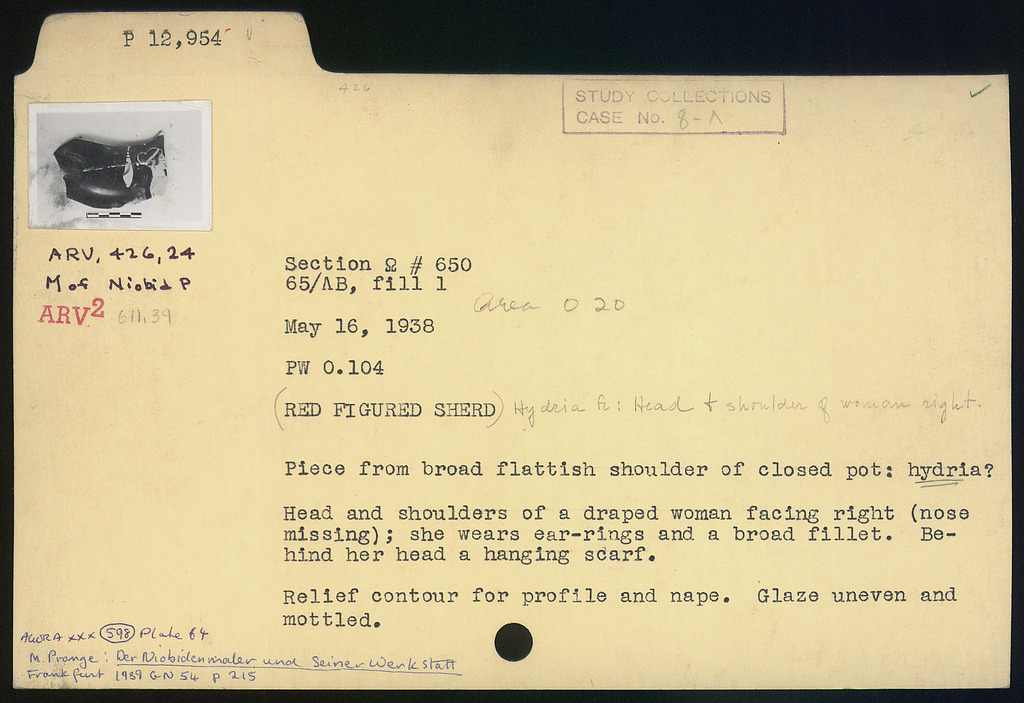 P 12,954
426
STUDY COLLECTIONS
CASE No. 8-Λ
ARV, 426, 24
M of Niobid P
ARV2 611,39
Section Ω # 650
65/ΛB, fill 1
Area O 20
May 16, 1938
PW 0.104
(RED FIGURED SHERD) Hydria fr: Head + shoulder of woman right.
Piece from broad flattish shoulder of closed pot: hydria?
Head and shoulders of a draped woman facing right (nose
missing); she wears ear-rings and a broad fillet. Be-
hind her head a hanging scarf.
Relief contour for profile and nape. Glaze uneven and
mottled.
AGORA XXX 598 Plate 64
M. Prange: Der Niobidenmaler und Seiner Werkstatt
Frankfurt 1989 GN 54 p 215